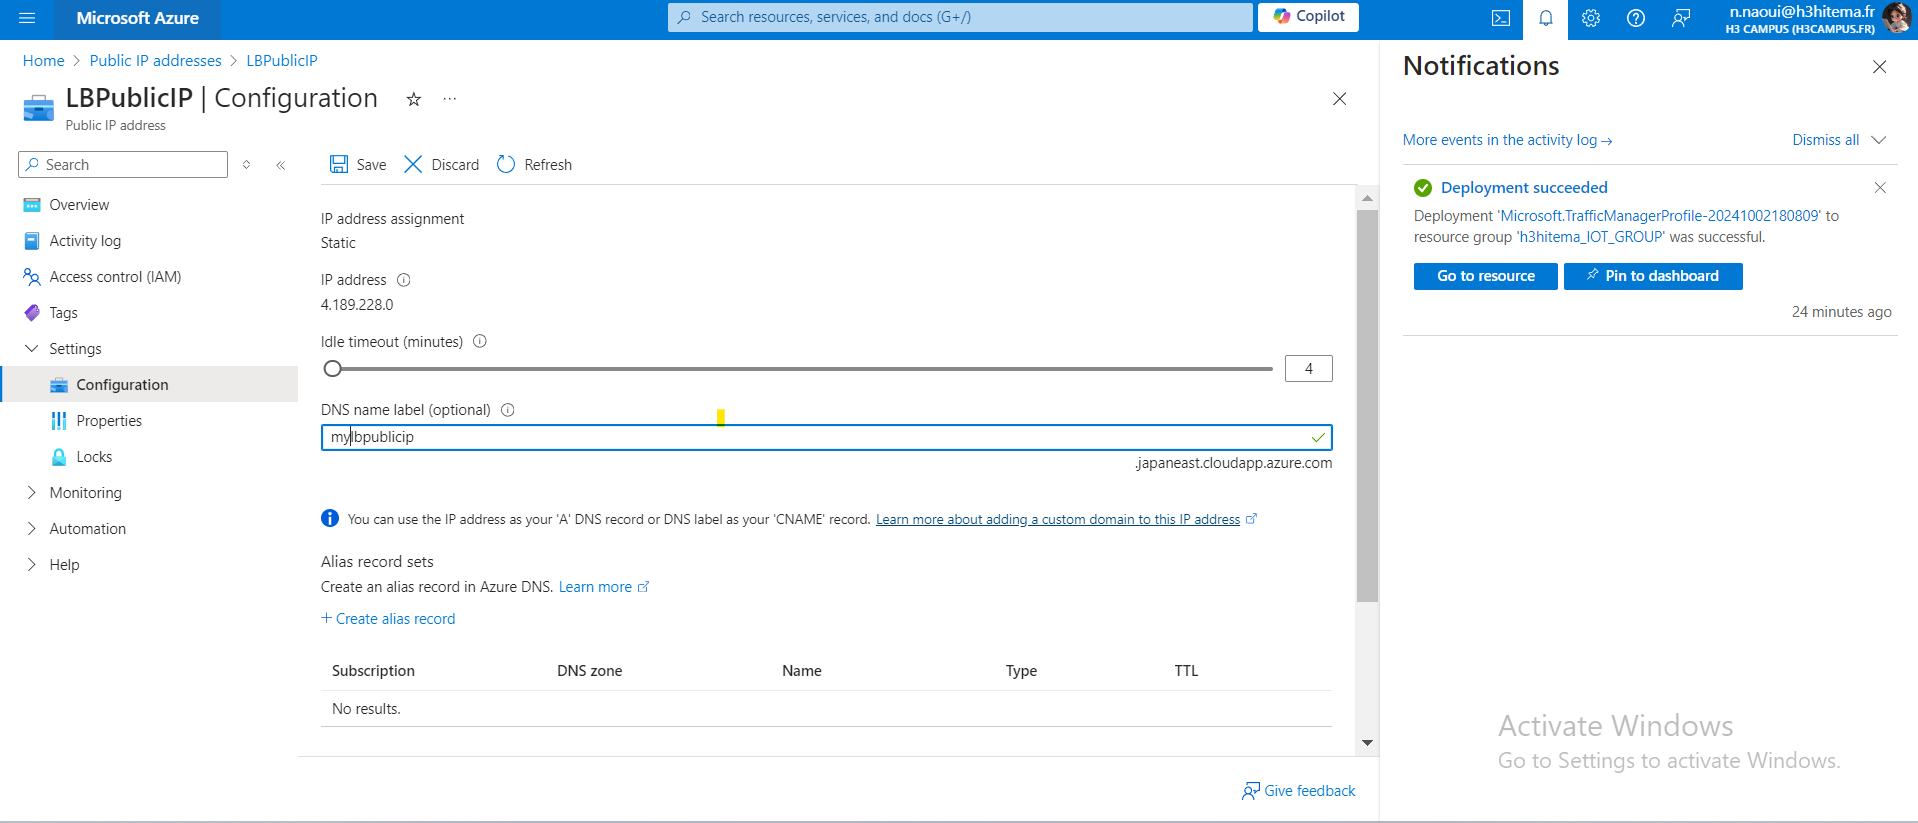 Microsoft Azure
Search resources, services, and docs (G+/)
Copilot
n.naoui@h3hitema.fr
H3 CAMPUS (H3CAMPUS.FR)
Home > Public IP addresses > LBPublicIP
LBPublicIP | Configuration
Public IP address
Search
Overview
Activity log
Access control (IAM)
Tags
Settings
Configuration
Properties
Locks
Monitoring
Automation
Help
Save
Discard
Refresh
IP address assignment
Static
IP address
4.189.228.0
Idle timeout (minutes)
4
DNS name label (optional)
mylbpublicip
.japaneast.cloudapp.azure.com
You can use the IP address as your 'A' DNS record or DNS label as your 'CNAME' record. Learn more about adding a custom domain to this IP address
Alias record sets
Create an alias record in Azure DNS. Learn more
+ Create alias record
Subscription DNS zone Name Type TTL
No results.
Give feedback
Notifications
More events in the activity log →
Dismiss all
Deployment succeeded
Deployment 'Microsoft.TrafficManagerProfile-20241002180809' to
resource group 'h3hitema_IOT_GROUP' was successful.
Go to resource
Pin to dashboard
24 minutes ago
Activate Windows
Go to Settings to activate Windows.